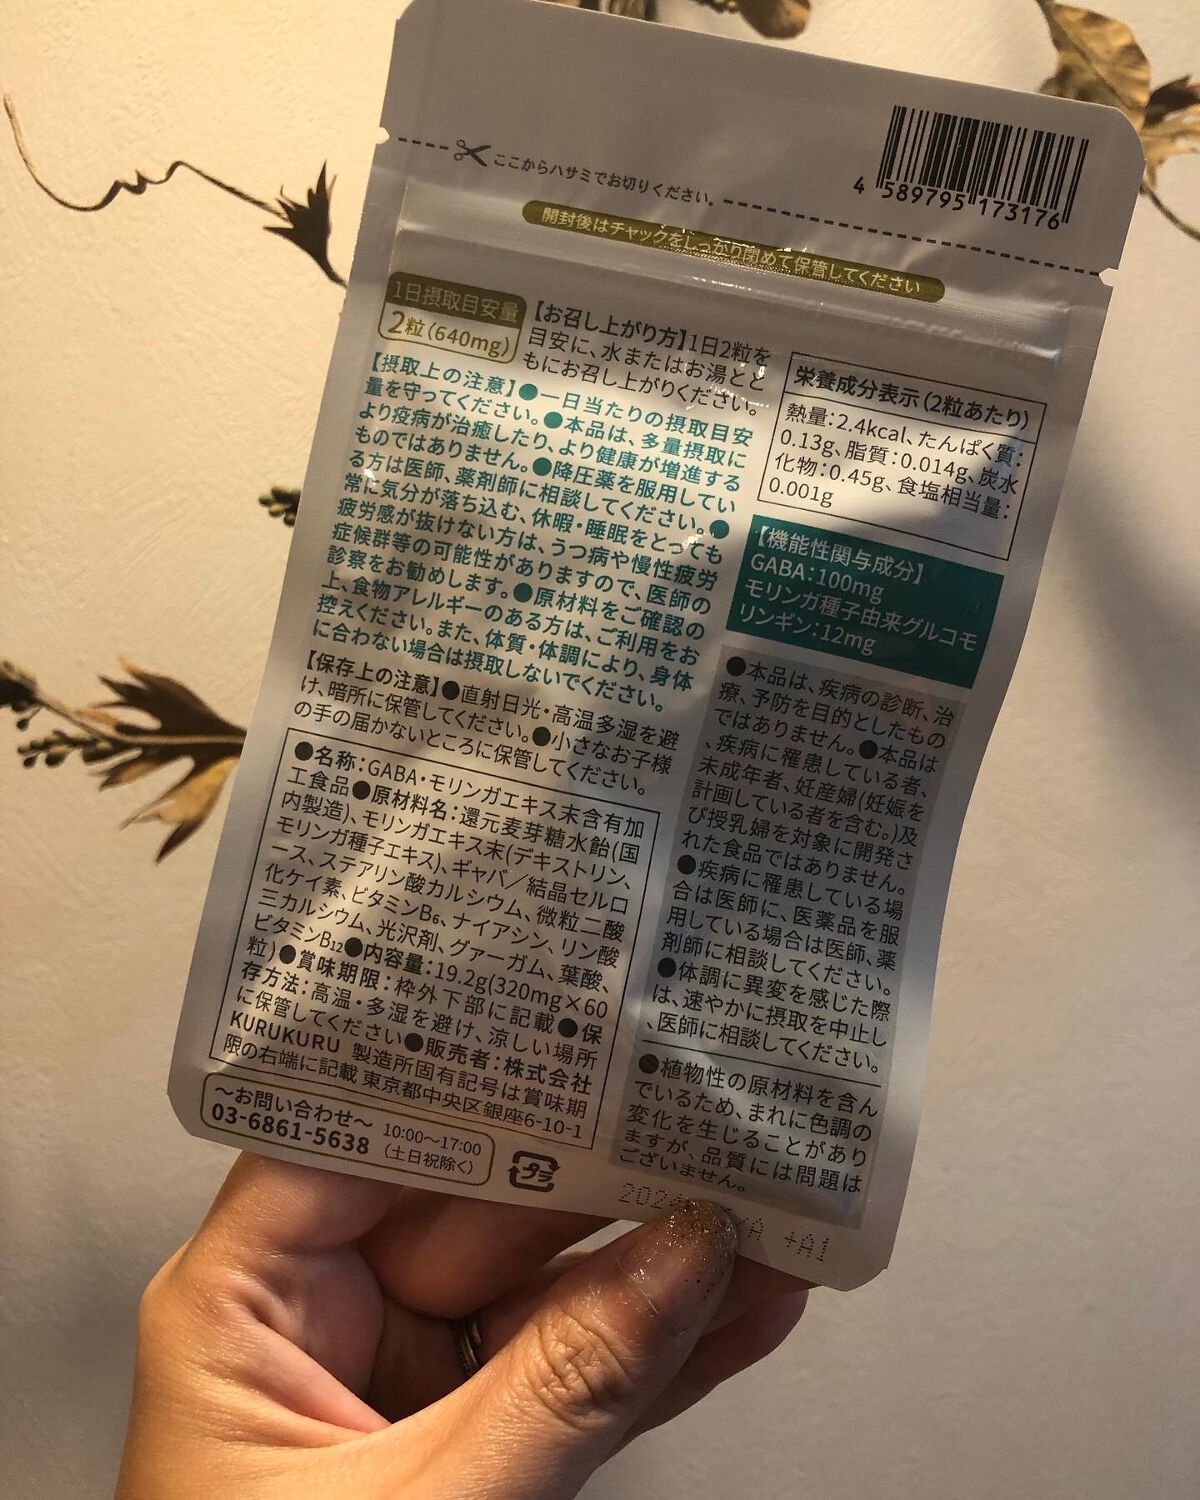 ここからハサミでお切りください。
4 589795 173176
開封後はチャックをしっかり閉めて保管してください
1日摂取目安量
2粒(640mg)
【お召し上がり方】1日2粒を
目安に、水またはお湯とと
もにお召し上がりください。
【摂取上の注意】●一日当たりの摂取目安
量を守ってください。●本品は、多量摂取に
より疫病が治癒したり、より健康が増進する
ものではありません。●降圧薬を服用してい
る方は医師、薬剤師に相談してください。●
常に気分が落ち込む、休暇・睡眠をとっても
疲労感が抜けない方は、うつ病や慢性疲労
症候群等の可能性がありますので、医師の
診察をお勧めします。●原材料をご確認の
上、食物アレルギーのある方は、ご利用をお
控えください。また、体質・体調により、身体
に合わない場合は摂取しないでください。
【保存上の注意】●直射日光・高温多湿を避
け、暗所に保管してください。●小さなお子様
の手の届かないところに保管してください。
●名称:GABA・モリンガエキス末含有加
工食品●原材料名:還元麦芽糖水飴(国
内製造)、モリンガエキス末(デキストリン、
モリンガ種子エキス)、ギャバ/結晶セルロ
ース、ステアリン酸カルシウム、微粒二酸
化ケイ素、ビタミンB₆、ナイアシン、リン酸
三カルシウム、光沢剤、グアーガム、葉酸、
ビタミンB₁₂●内容量:19.2g(320mg×60
粒)●賞味期限:枠外下部に記載●保
存方法:高温・多湿を避け、涼しい場所
に保管してください●販売者:株式会社
KURUKURU 製造所固有記号は賞味期
限の右端に記載 東京都中央区銀座6-10-1
〜お問い合わせ〜
03-6861-5638
10:00〜17:00
(土日祝除く)
プラ
栄養成分表示(2粒あたり)
熱量:2.4kcal、たんぱく質:
0.13g、脂質:0.014g、炭水
化物:0.45g、食塩相当量:
0.001g
【機能性関与成分】
GABA:100mg
モリンガ種子由来グルコモ
リンギン:12mg
●本品は、疾病の診断、治
療、予防を目的としたもの
ではありません。●本品は
、疾病に罹患している者、
未成年者、妊産婦(妊娠を
計画している者を含む。)及
び授乳婦を対象に開発さ
れた食品ではありません。
●疾病に罹患している場
合は医師に、医薬品を服
用している場合は医師、薬
剤師に相談してください。
●体調に異変を感じた際
は、速やかに摂取を中止し
、医師に相談してください。
●植物性の原材料を含ん
でいるため、まれに色調の
変化を生じることがあり
ますが、品質には問題は
ございません。
+A1